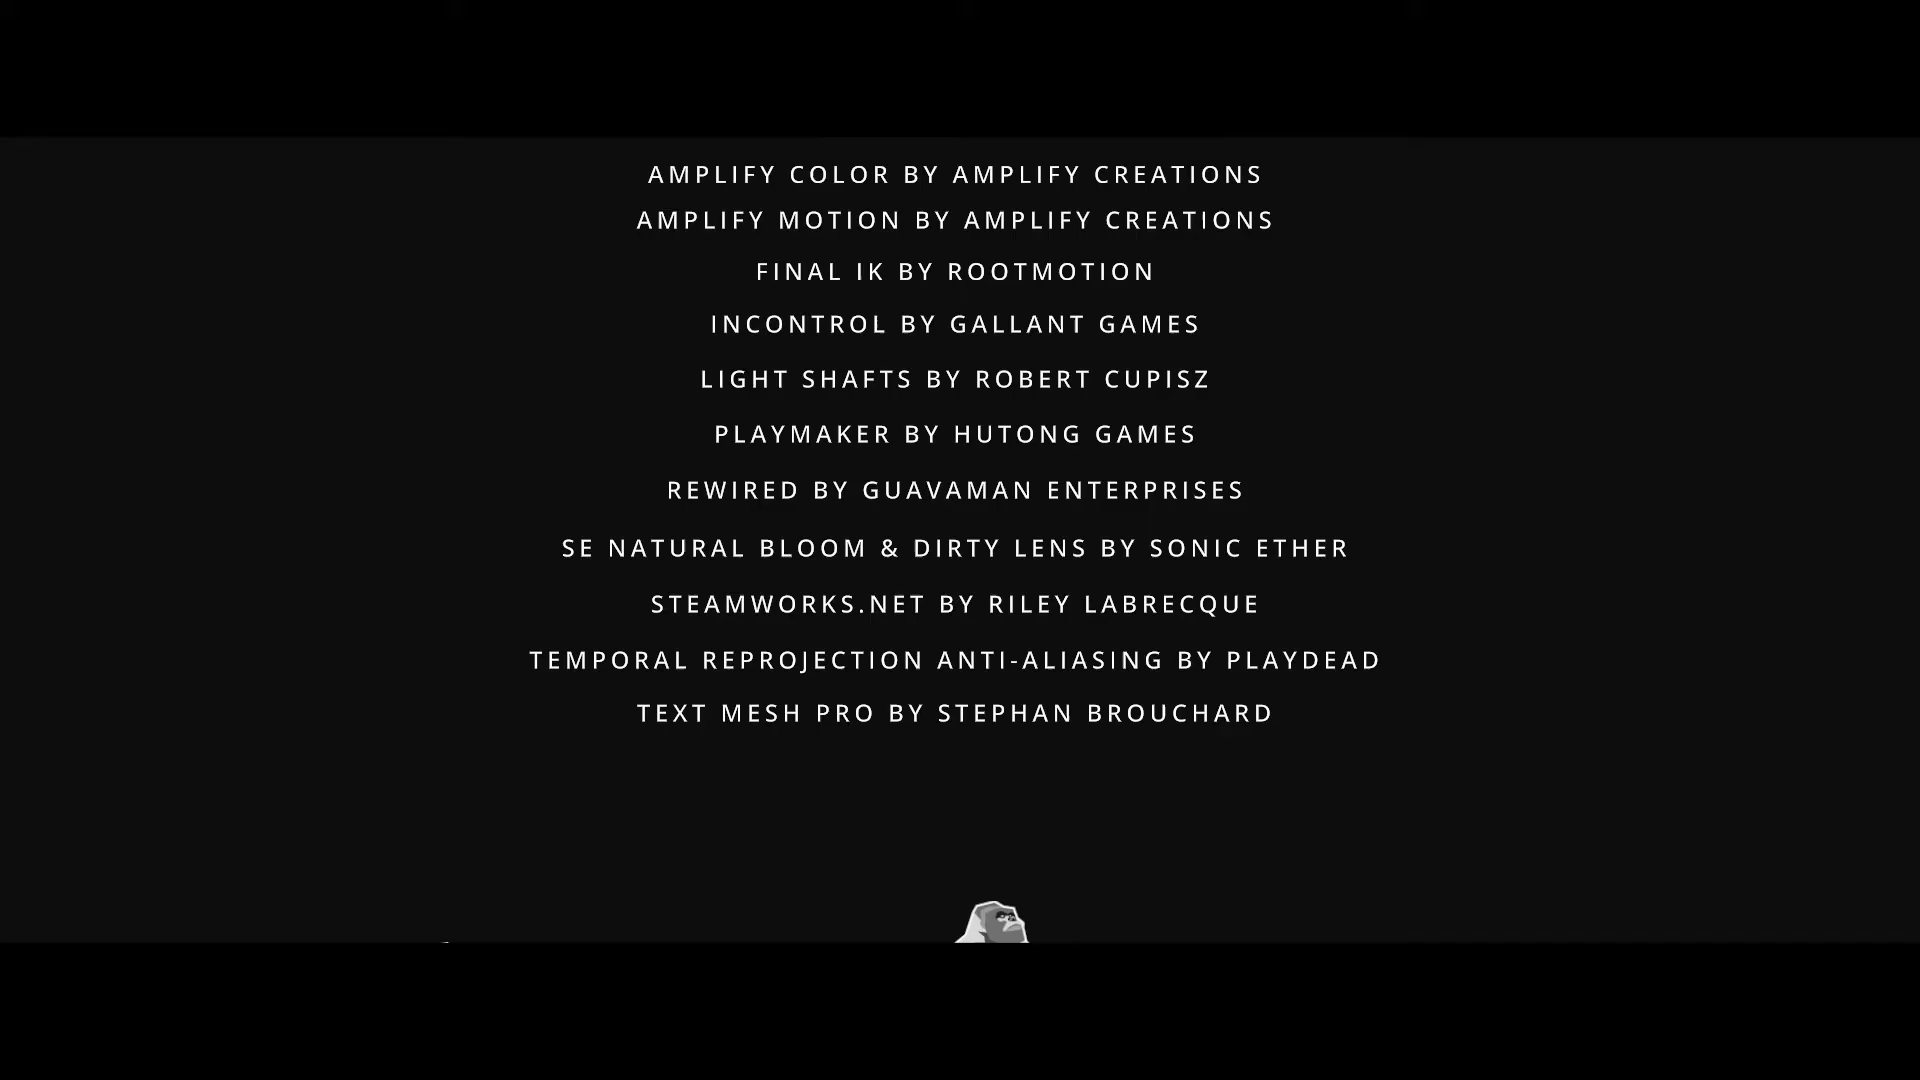 AMPLIFY COLOR BY AMPLIFY CREATIONS
AMPLIFY MOTION BY AMPLIFY CREATIONS
FINAL IK BY ROOTMOTION
INCONTROL BY GALLANT GAMES
LIGHT SHAFTS BY ROBERT CUPISZ
PLAYMAKER BY HUTONG GAMES
REWIRED BY GUAVAMAN ENTERPRISES
SE NATURAL BLOOM & DIRTY LENS BY SONIC ETHER
STEAMWORKS.NET BY RILEY LABRECQUE
TEMPORAL REPROJECTION ANTI-ALIASING BY PLAYDEAD
TEXT MESH PRO BY STEPHAN BROUCHARD